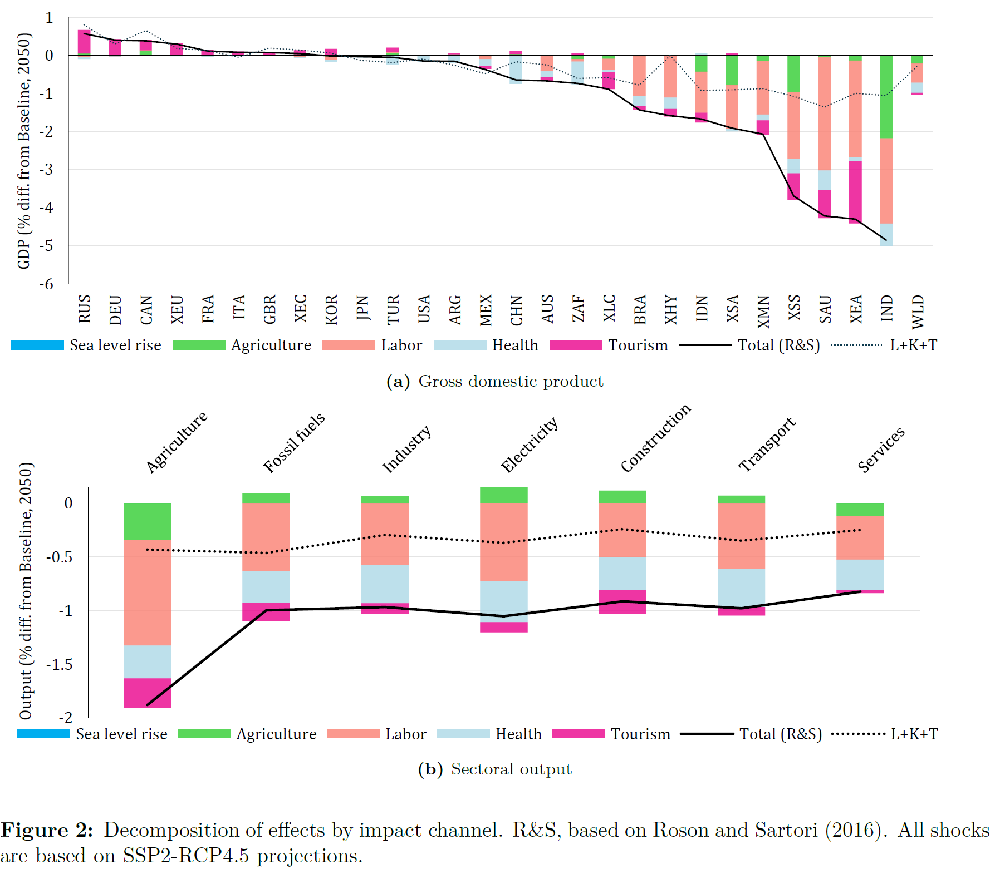 GDP (% diff. from Baseline, 2050)
1
0
-1
-2
-3
-4
-5
-6
RUS DEU CAN XEU FRA ITA GBR XEC KOR JPN TUR USA ARG MEX CHN AUS ZAF XLC BRA XHY IDN XSA XMN XSS SAU XEA IND WLD
Sea level rise Agriculture Labor Health Tourism Total (R&S) L+K+T
(a) Gross domestic product
Agriculture Fossil fuels Industry Electricity Construction Transport Services
Output (% diff. from Baseline, 2050)
0
-0.5
-1
-1.5
-2
Sea level rise Agriculture Labor Health Tourism Total (R&S) L+K+T
(b) Sectoral output
Figure 2: Decomposition of effects by impact channel. R&S, based on Roson and Sartori (2016). All shocks
are based on SSP2-RCP4.5 projections.